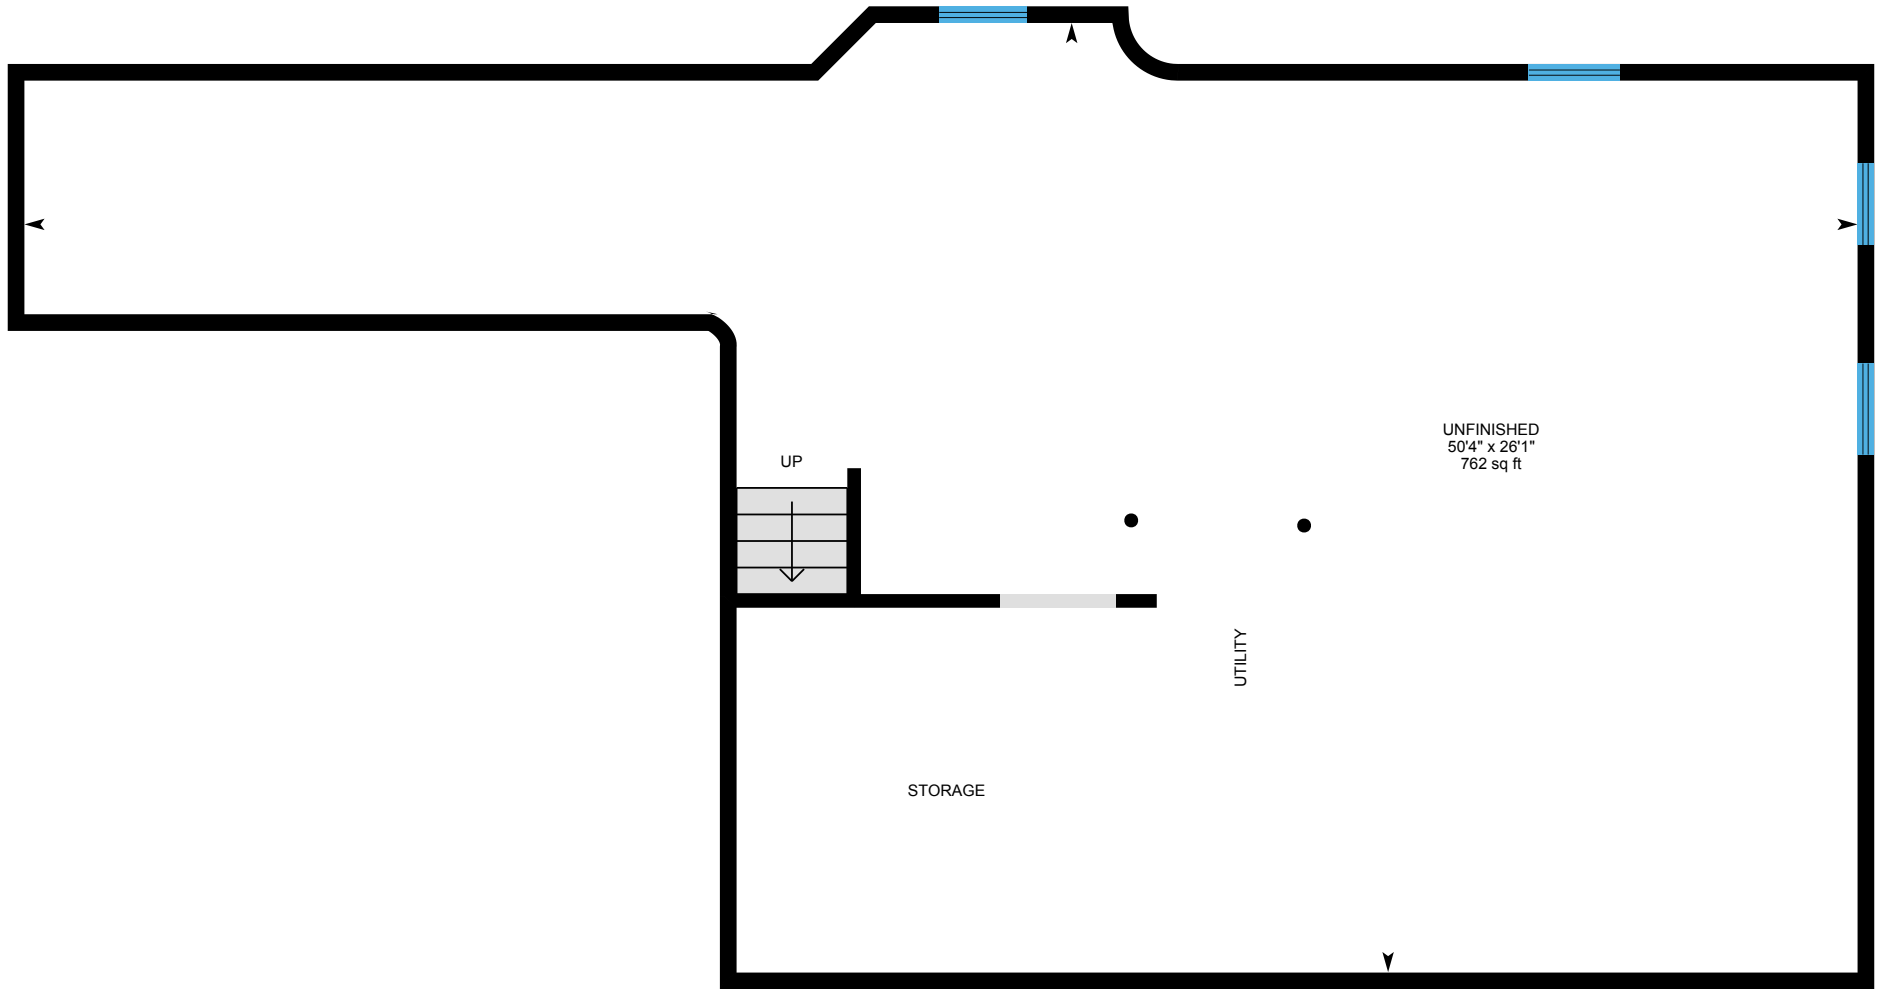 UNFINISHED
50'4" x 26'1"
762 sq ft
UP
UTILITY
STORAGE